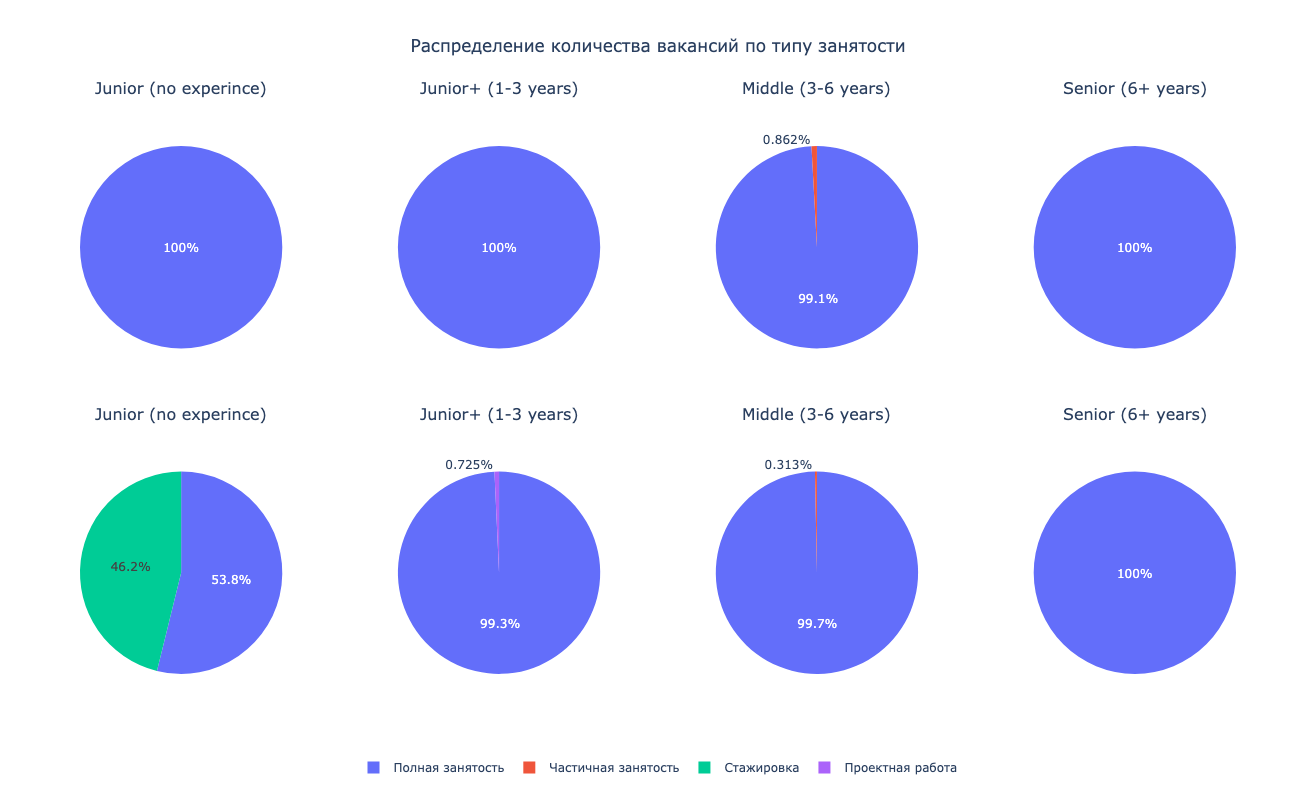 Распределение количества вакансий по типу занятости
Junior (no experince)
Junior+ (1-3 years)
Middle (3-6 years)
Senior (6+ years)
100%
100%
0.862%
99.1%
100%
Junior (no experince)
Junior+ (1-3 years)
Middle (3-6 years)
Senior (6+ years)
46.2%
53.8%
0.725%
99.3%
0.313%
99.7%
100%
Полная занятость
Частичная занятость
Стажировка
Проектная работа